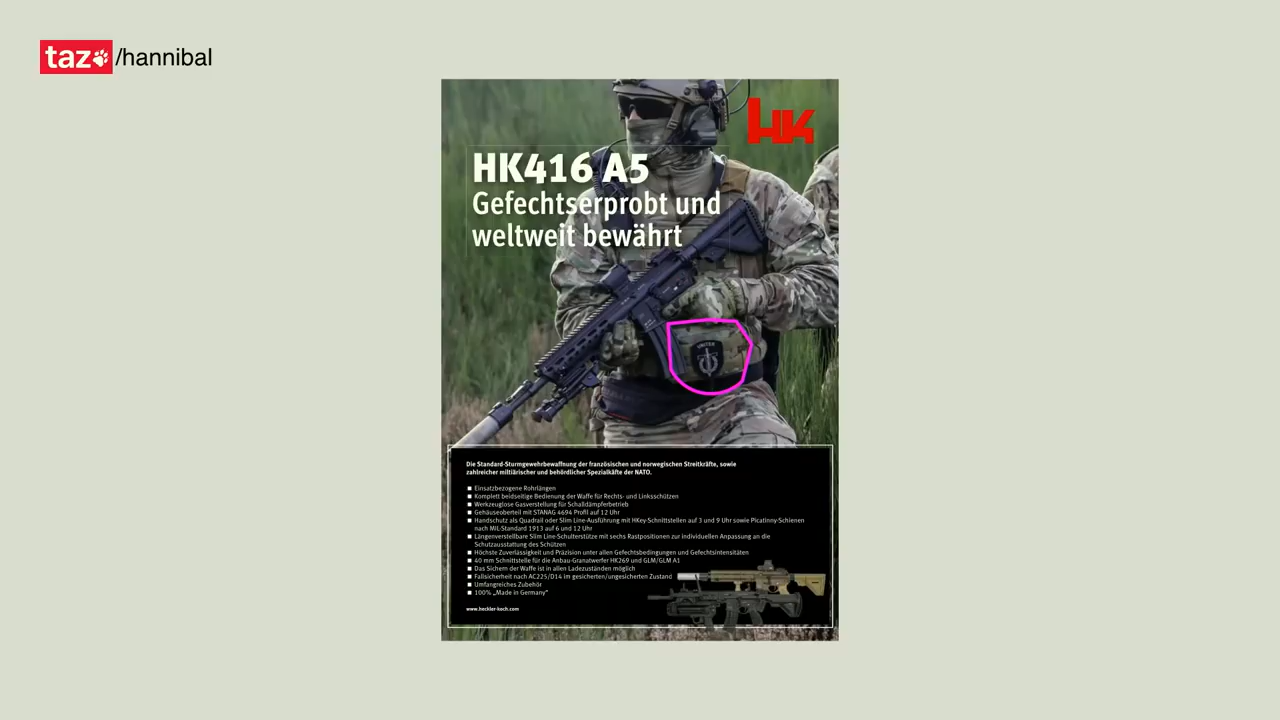 taz/hannibal
HK
HK416 A5
Gefechtserprobt und
weltweit bewährt
UNITER
Die Standard-Sturmgewehrbewaffnung der französischen und norwegischen Streitkräfte, sowie
zahlreicher miltiärischer und behördlicher Spezialkäfte der NATO.
■ Einsatzbezogene Rohrlängen
■ Komplett beidseitige Bedienung der Waffe für Rechts- und Linksschützen
■ Werkzeuglose Gasverstellung für Schalldämpferbetrieb
■ Gehäuseoberteil mit STANAG 4694 Profil auf 12 Uhr
■ Handschutz als Quadrail oder Slim Line-Ausführung mit HKey-Schnittstellen auf 3 und 9 Uhr sowie Picatinny-Schienen
nach MIL-Standard 1913 auf 6 und 12 Uhr
■ Längenverstellbare Slim Line-Schulterstütze mit sechs Rastpositionen zur individuellen Anpassung an die
Schutzausstattung des Schützen
■ Höchste Zuverlässigkeit und Präzision unter allen Gefechtsbedingungen und Gefechtsintensitäten
■ 40 mm Schnittstelle für die Anbau-Granatwerfer HK269 und GLM/GLM A1
■ Das Sichern der Waffe ist in allen Ladezuständen möglich
■ Fallsicherheit nach AC225/D14 im gesicherten/ungesicherten Zustand
■ Umfangreiches Zubehör
■ 100% „Made in Germany"
www.heckler-koch.com